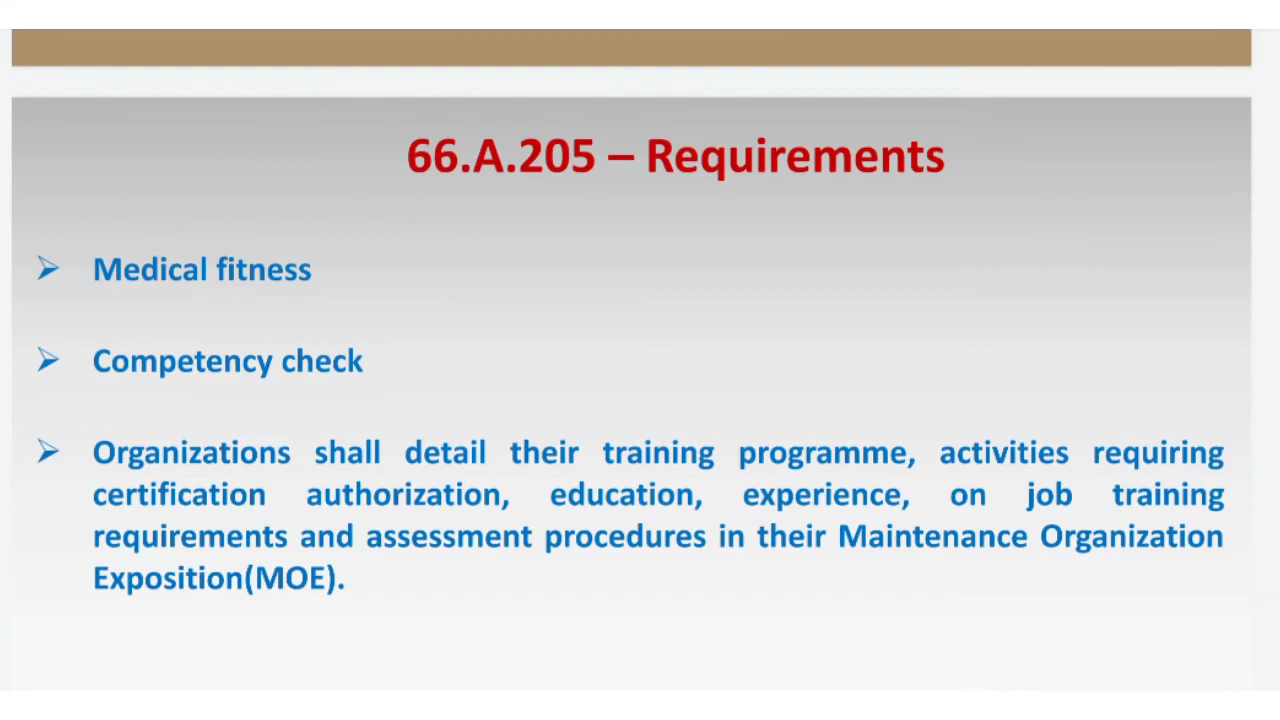 66.A.205 – Requirements
Medical fitness
Competency check
Organizations shall detail their training programme, activities requiring
certification authorization, education, experience, on job training
requirements and assessment procedures in their Maintenance Organization
Exposition(MOE).